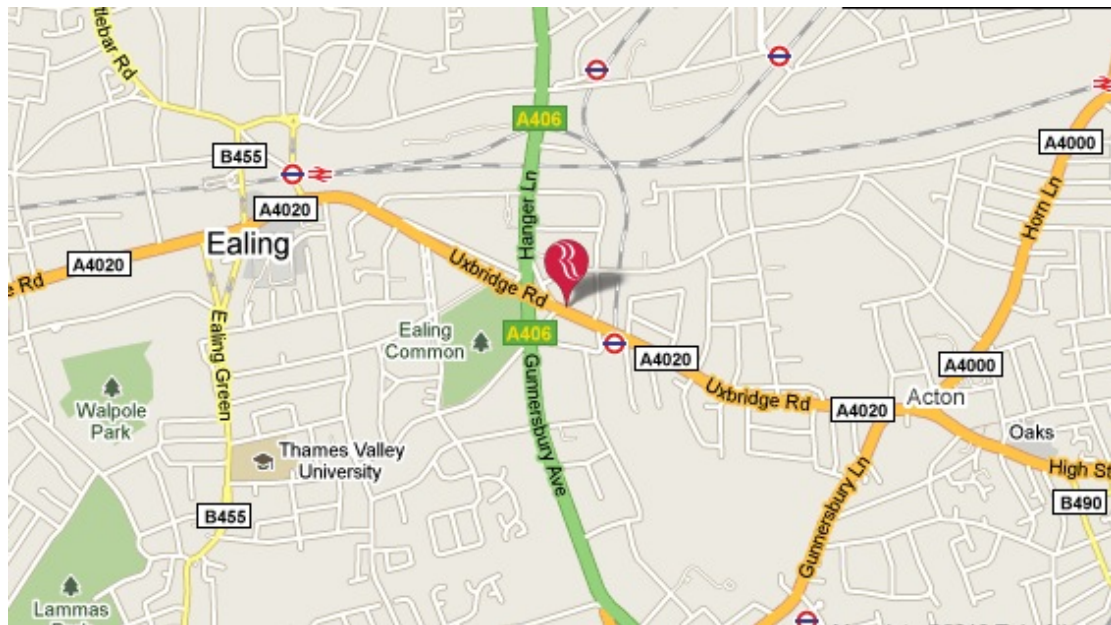 tlebar Rd
A406
A4000
B455
Hanger Ln
Horn Ln
A4020
Ealing
A4020
Uxbridge Rd
e Rd
Ealing Green
Ealing
Common
A406
A4020
A4000
Uxbridge Rd
Acton
A4020
Walpole
Park
Gunnersbury Ave
Oaks
Thames Valley
University
High St
Gunnersbury Ln
B490
B455
Lammas